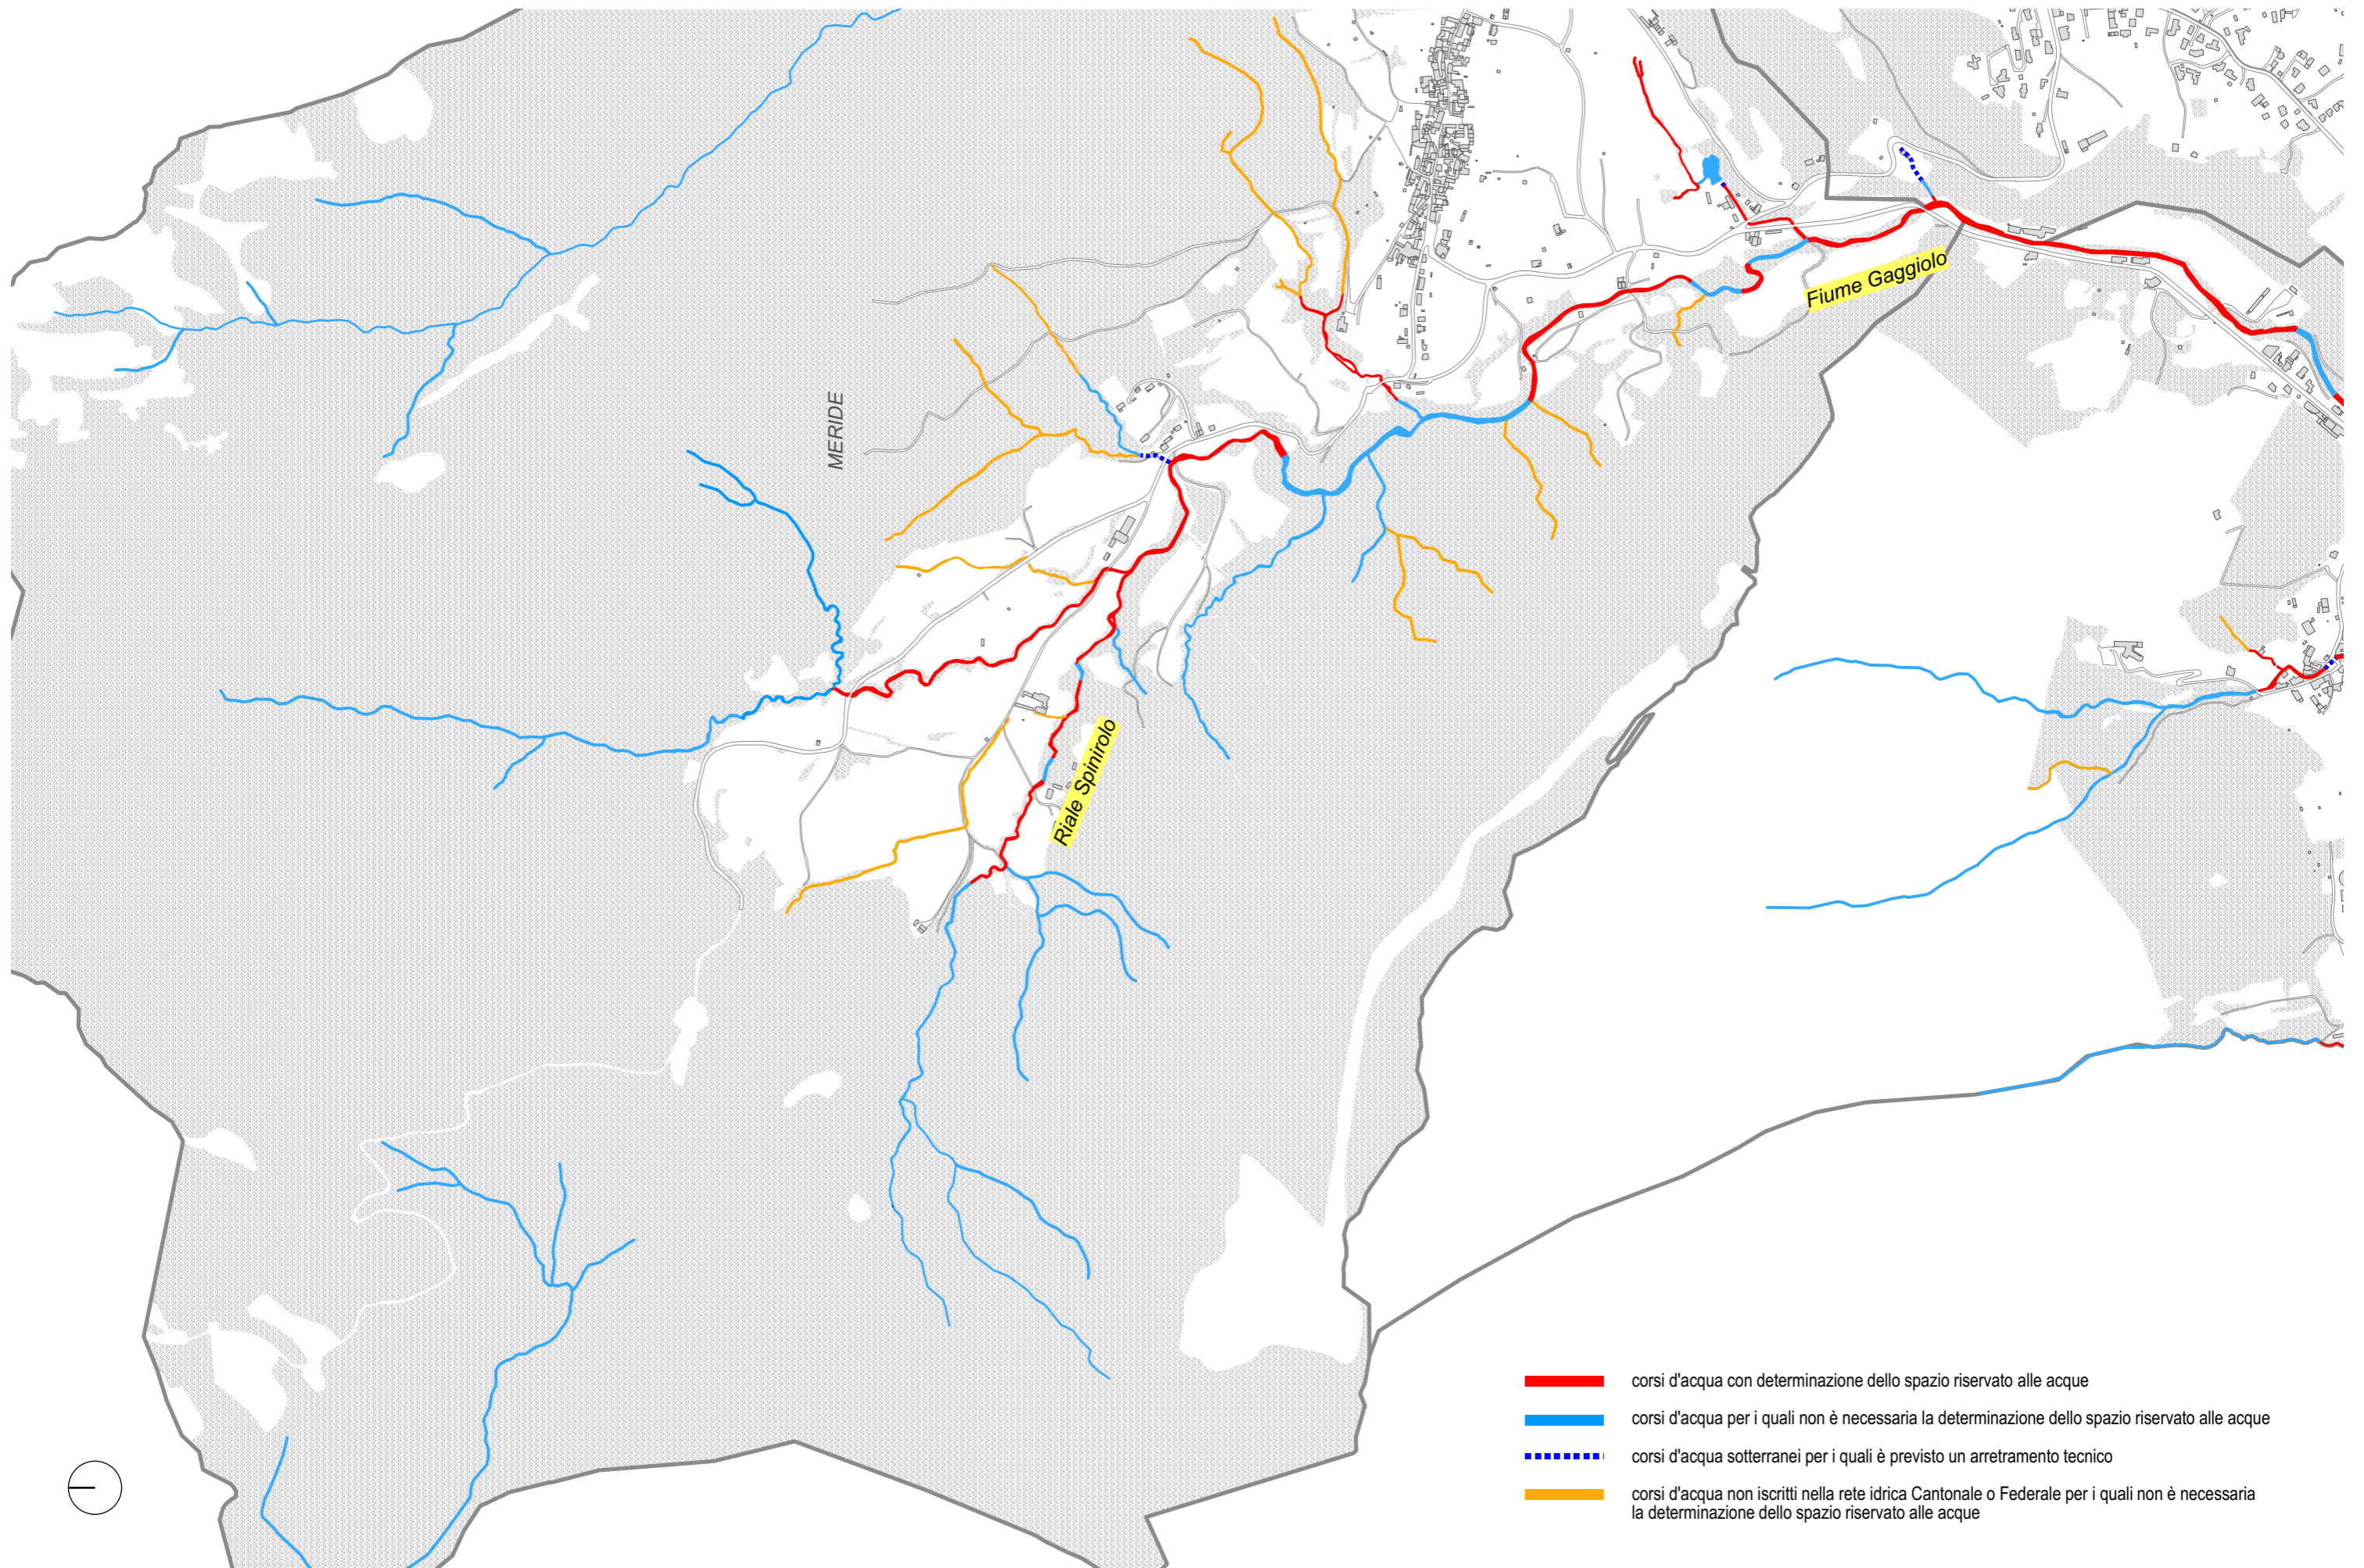 Fiume Gaggiolo
MERIDE
Riale Spinirolo
corsi d'acqua con determinazione dello spazio riservato alle acque
corsi d'acqua per i quali non è necessaria la determinazione dello spazio riservato alle acque
corsi d'acqua sotterranei per i quali è previsto un arretramento tecnico
corsi d'acqua non iscritti nella rete idrica Cantonale o Federale per i quali non è necessaria
la determinazione dello spazio riservato alle acque